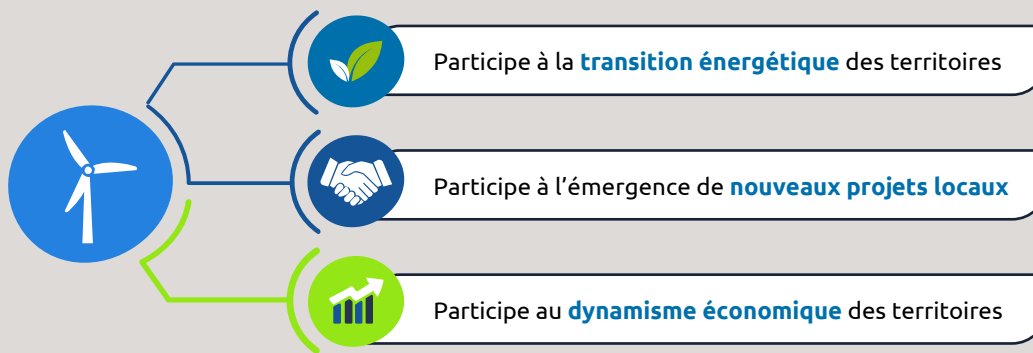 Participe à la transition énergétique des territoires
Participe à l’émergence de nouveaux projets locaux
Participe au dynamisme économique des territoires